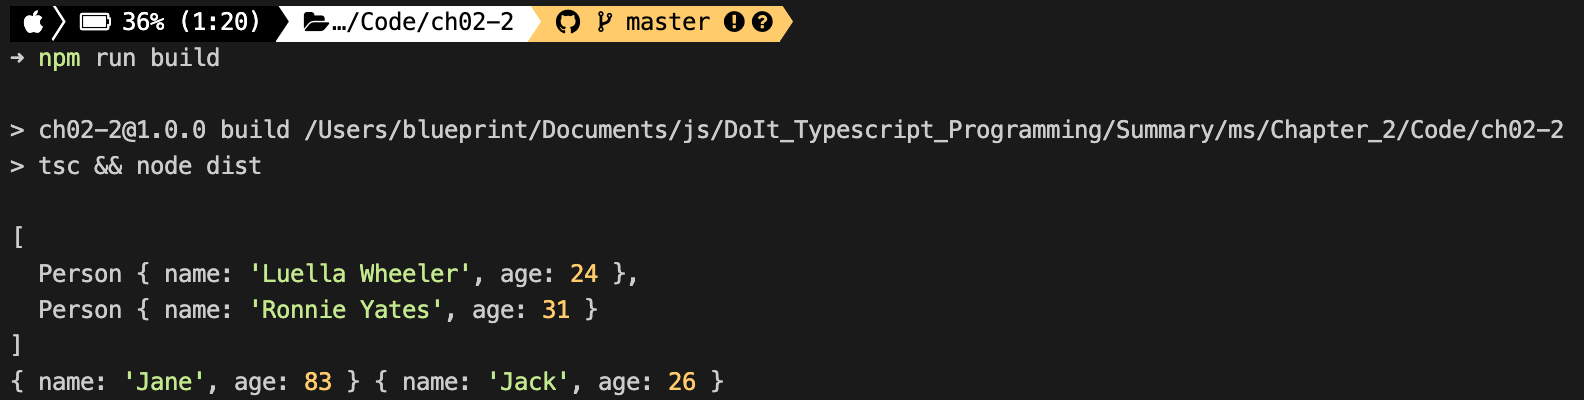 36% (1:20) …/Code/ch02-2 master
→ npm run build
> ch02-2@1.0.0 build /Users/blueprint/Documents/js/DoIt_Typescript_Programming/Summary/ms/Chapter_2/Code/ch02-2
> tsc && node dist
[
Person { name: 'Luella Wheeler', age: 24 },
Person { name: 'Ronnie Yates', age: 31 }
]
{ name: 'Jane', age: 83 } { name: 'Jack', age: 26 }